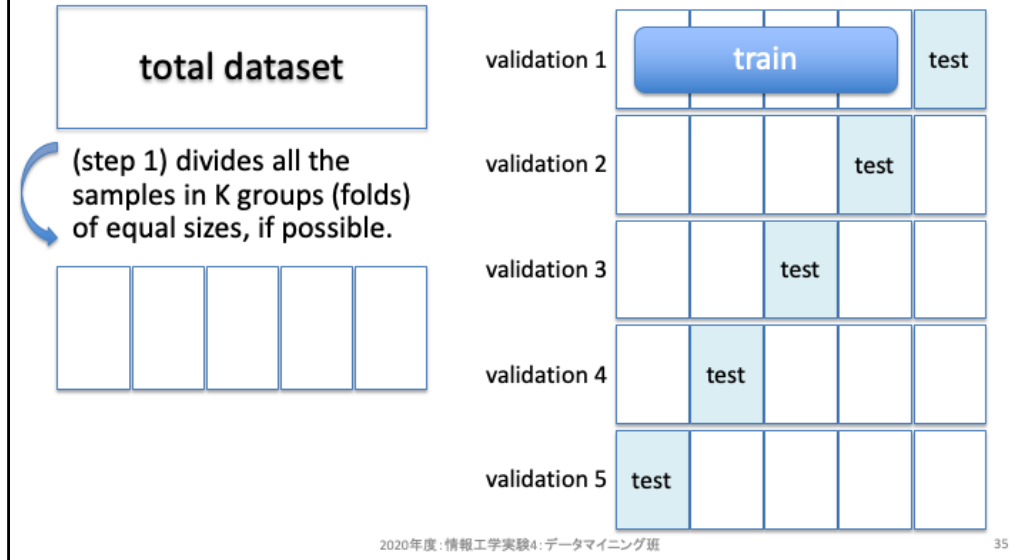 total dataset
(step 1) divides all the
samples in K groups (folds)
of equal sizes, if possible.
validation 1
train
test
validation 2
test
validation 3
test
validation 4
test
validation 5
test
2020年度：情報工学実験4：データマイニング班
35